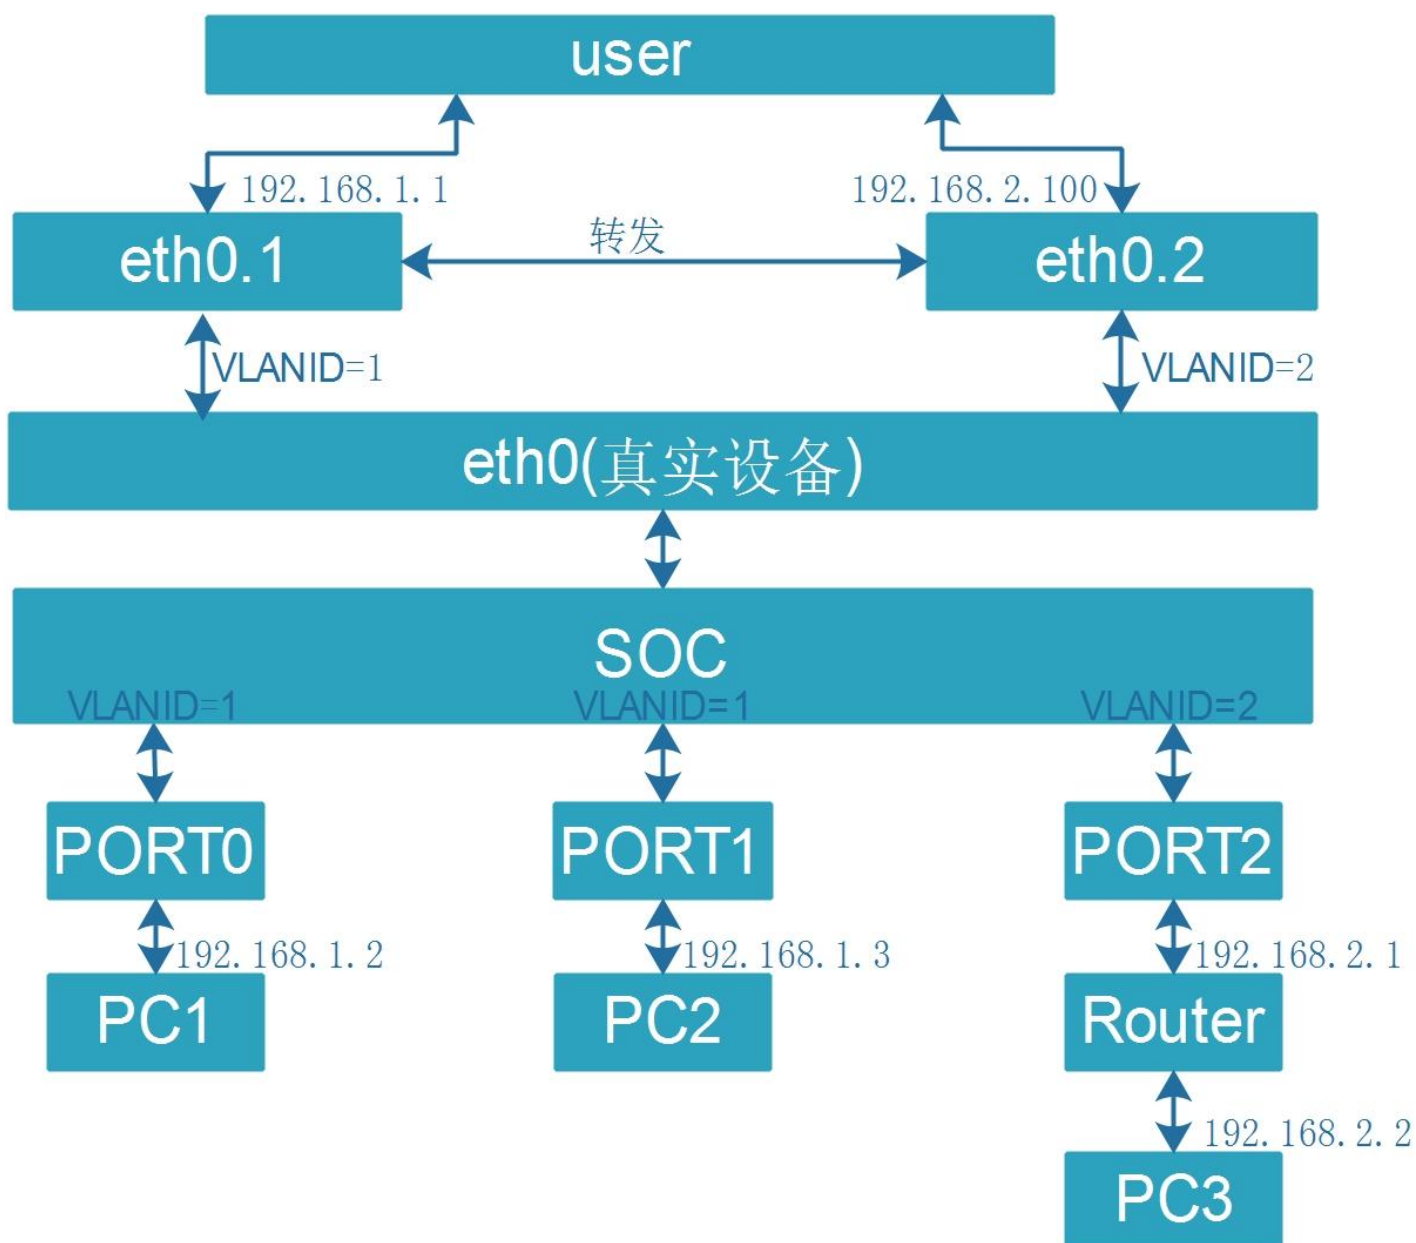 user
192.168.1.1
192.168.2.100
eth0.1
转发
eth0.2
VLANID=1
VLANID=2
eth0(真实设备)
SOC
VLANID=1
VLANID=1
VLANID=2
PORT0
PORT1
PORT2
192.168.1.2
192.168.1.3
192.168.2.1
PC1
PC2
Router
192.168.2.2
PC3